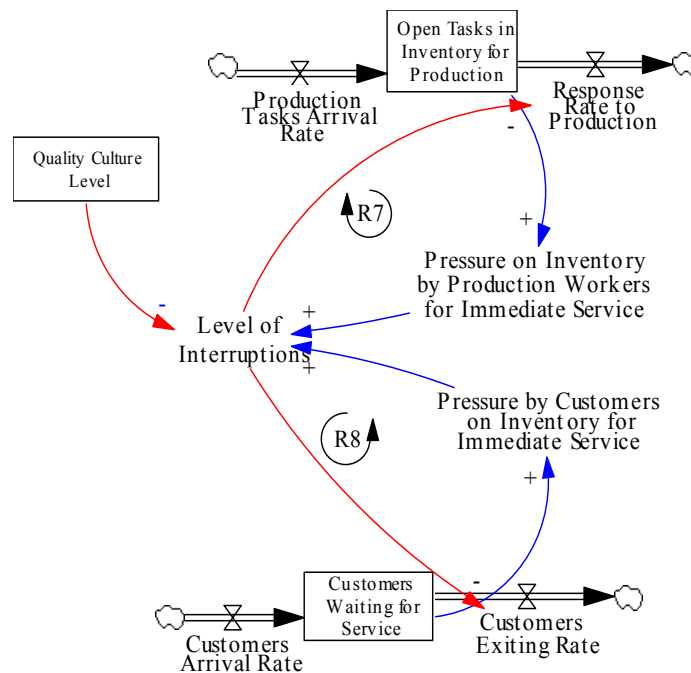 Open Tasks in
Inventory for
Production
Production
Tasks Arrival
Rate
Response
Rate to
Production
-
Quality Culture
Level
R7
+
Pressure on Inventory
by Production Workers
for Immediate Service
-
+
Level of
Interruptions
+
Pressure by Customers
on Inventory for
Immediate Service
R8
+
Customers
Waiting for
Service
-
Customers
Arrival Rate
Customers
Exiting Rate